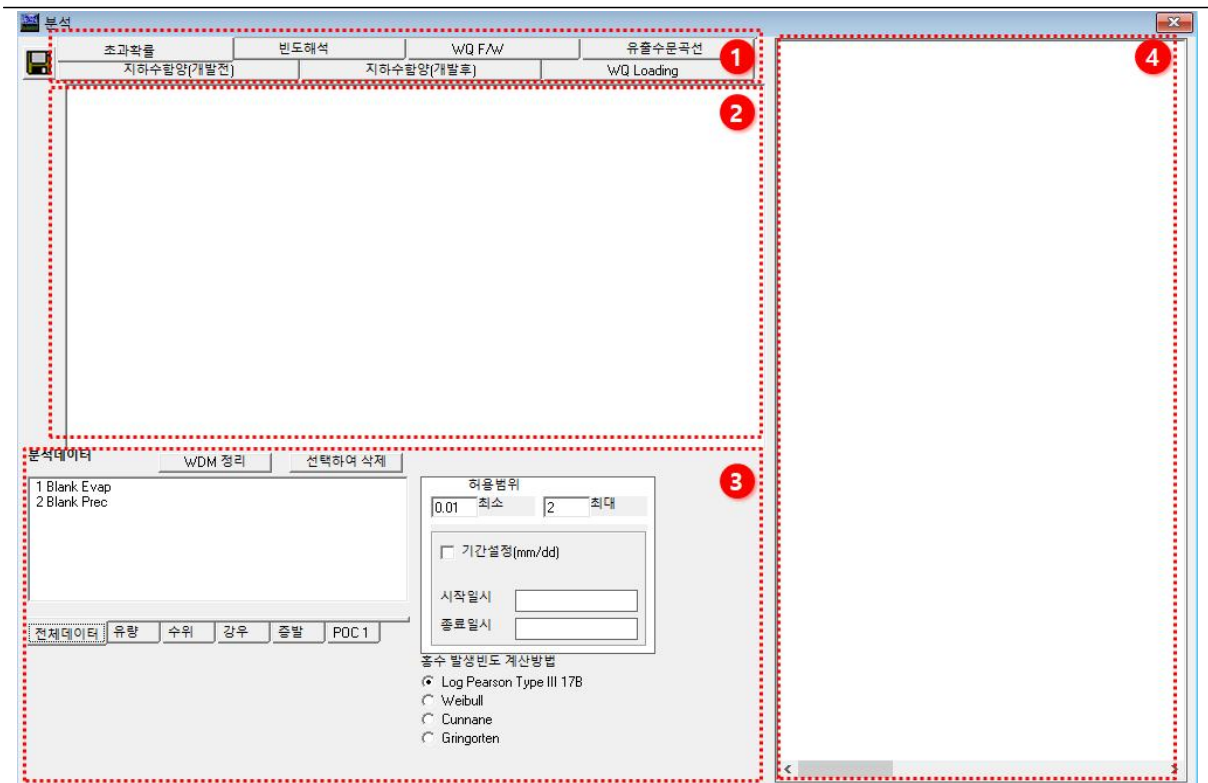 분석
초과확률 빈도해석 WQ F/W 유출수문곡선
지하수함양(개발전) 지하수함양(개발후) WQ Loading
1
2
3
4
분석데이터 WDM 정리 선택하여 삭제
1 Blank Evap
2 Blank Prec
전체데이터 유량 수위 강우 증발 POC 1
허용범위
0.01 최소 2 최대
기간설정(mm/dd)
시작일시
종료일시
홍수 발생빈도 계산방법
Log Pearson Type III 17B
Weibull
Cunnane
Gringorten